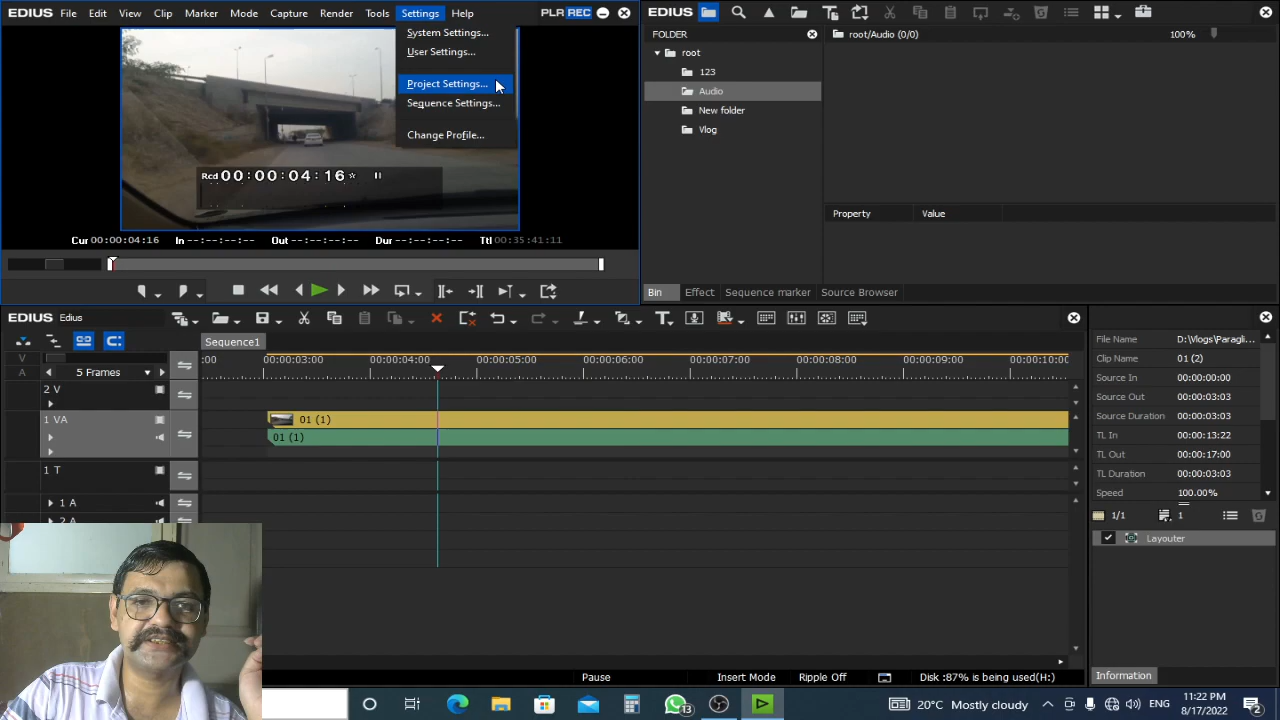 EDIUS File Edit View Clip Marker Mode Capture Render Tools Settings Help PLR REC
System Settings...
User Settings...
Project Settings...
Sequence Settings...
Change Profile...
Rcd 00:00:04:16
Cur 00:00:04:16 In --:--:--:-- Out --:--:--:-- Dur --:--:--:-- Ttl 00:35:41:11
EDIUS
FOLDER
root
123
Audio
New folder
Vlog
root/Audio (0/0) 100%
Property Value
Bin Effect Sequence marker Source Browser
EDIUS Edius
Sequence1
V
A
5 Frames
:00 00:00:03:00 00:00:04:00 00:00:05:00 00:00:06:00 00:00:07:00 00:00:08:00 00:00:09:00 00:00:10:00
2 V
1 VA
01 (1)
01 (1)
1 T
1 A
2 A
File Name D:\Vlogs\Paragli...
Clip Name 01 (2)
Source In 00:00:00:00
Source Out 00:00:03:03
Source Duration 00:00:03:03
TL In 00:00:13:22
TL Out 00:00:17:00
TL Duration 00:00:03:03
Speed 100.00%
1/1 1
Layouter
Information
Pause Insert Mode Ripple Off Disk :87% is used(H:)
13
20°C Mostly cloudy ENG
11:22 PM
8/17/2022
2